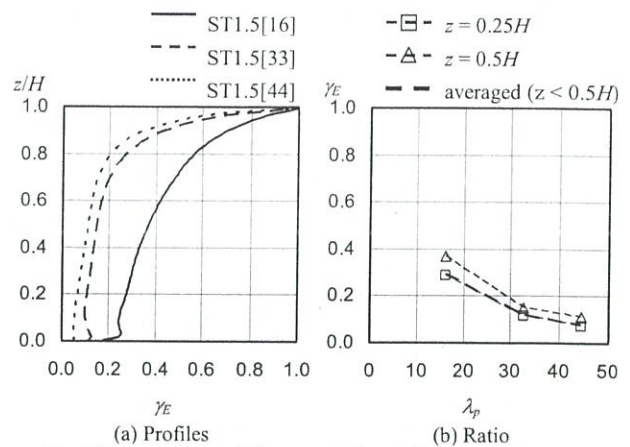 ST1.5[16]
ST1.5[33]
ST1.5[44]
z = 0.25H
z = 0.5H
averaged (z < 0.5H)
z/H
1.0
0.8
0.6
0.4
0.2
0.0
0.0 0.2 0.4 0.6 0.8 1.0
γE
(a) Profiles
γE
1.0
0.8
0.6
0.4
0.2
0.0
0 10 20 30 40 50
λp
(b) Ratio